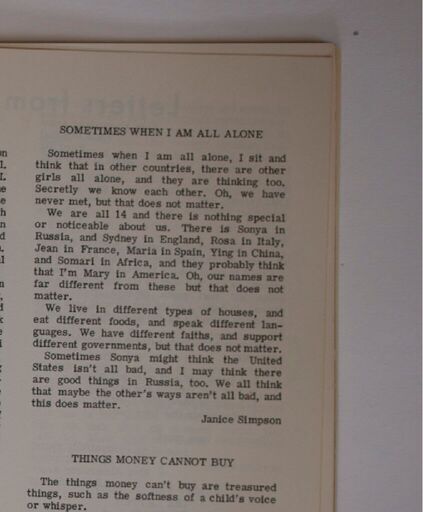 SOMETIMES WHEN I AM ALL ALONE
Sometimes when I am all alone, I sit and
think that in other countries, there are other
girls all alone, and they are thinking too.
Secretly we know each other. Oh, we have
never met, but that does not matter.
We are all 14 and there is nothing special
or noticeable about us. There is Sonya in
Russia, and Sydney in England, Rosa in Italy,
Jean in France, Maria in Spain, Ying in China,
and Somari in Africa, and they probably think
that I'm Mary in America. Oh, our names are
far different from these but that does not
matter.
We live in different types of houses, and
eat different foods, and speak different lan-
guages. We have different faiths, and support
different governments, but that does not matter.
Sometimes Sonya might think the United
States isn't all bad, and I may think there
are good things in Russia, too. We all think
that maybe the other's ways aren't all bad, and
this does matter.
Janice Simpson
THINGS MONEY CANNOT BUY
The things money can't buy are treasured
things, such as the softness of a child's voice
or whisper.